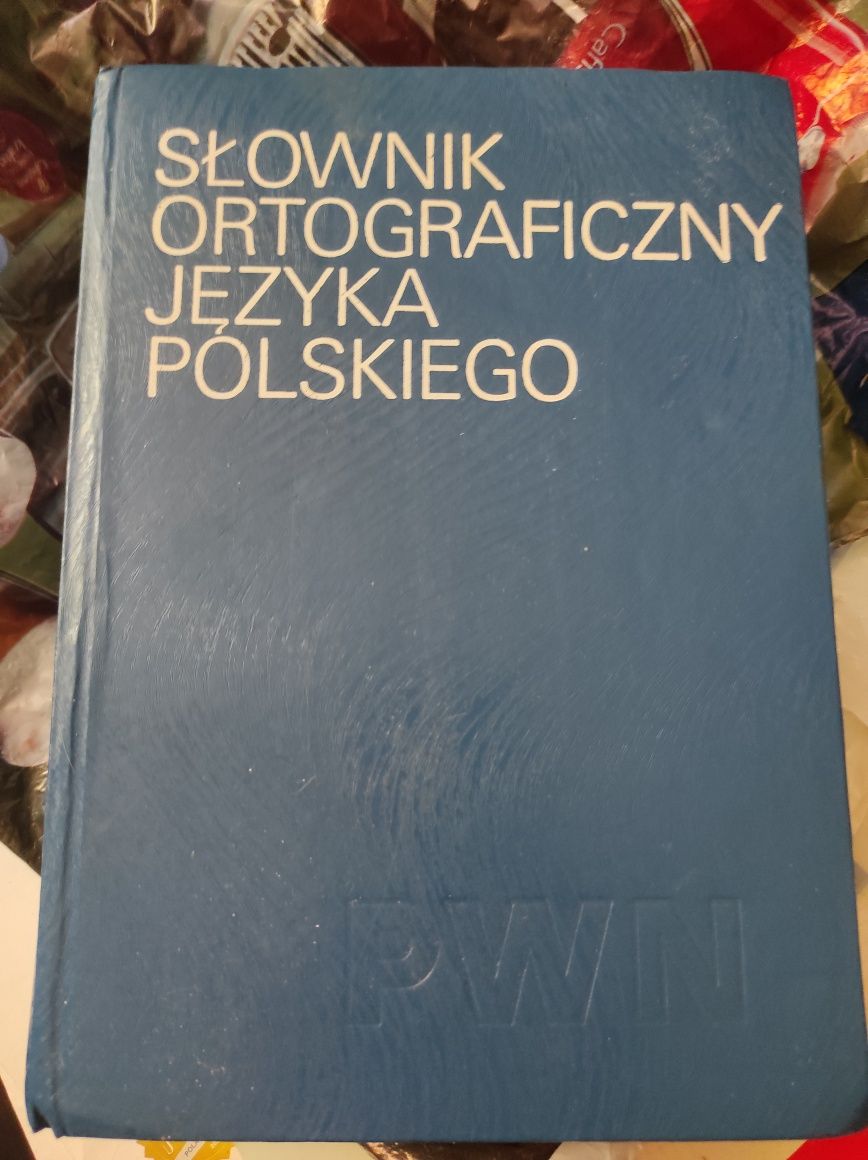 SŁOWNIK
ORTOGRAFICZNY
JĘZYKA
POLSKIEGO
PWN